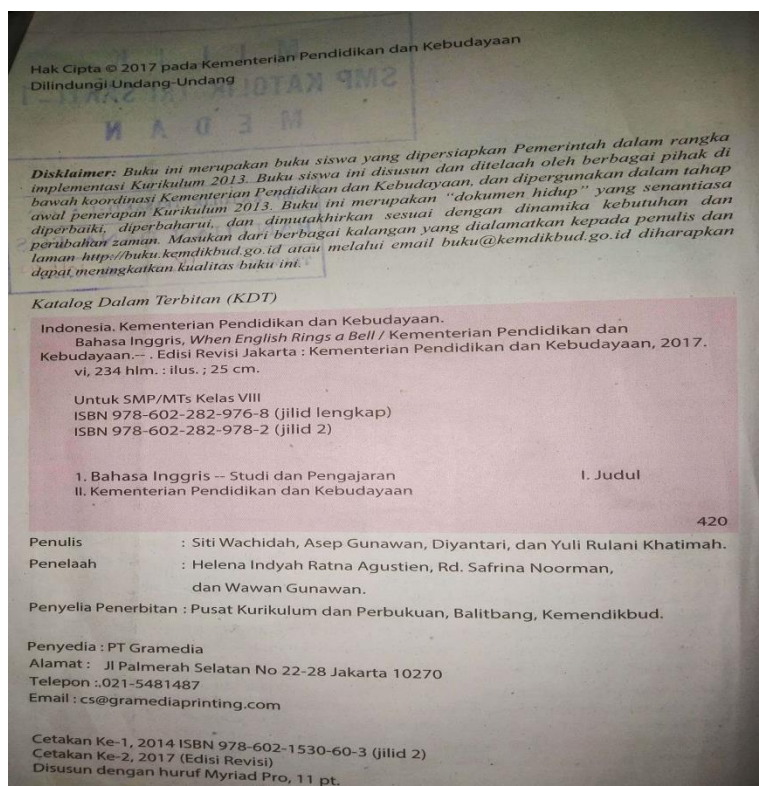 Hak Cipta © 2017 pada Kementerian Pendidikan dan Kebudayaan
Dilindungi Undang-Undang
SMP KATOLIK
MEDAN
Disklaimer: Buku ini merupakan buku siswa yang dipersiapkan Pemerintah dalam rangka
implementasi Kurikulum 2013. Buku siswa ini disusun dan ditelaah oleh berbagai pihak di
bawah koordinasi Kementerian Pendidikan dan Kebudayaan, dan dipergunakan dalam tahap
awal penerapan Kurikulum 2013. Buku ini merupakan “dokumen hidup” yang senantiasa
diperbaiki, diperbaharui, dan dimutakhirkan sesuai dengan dinamika kebutuhan dan
perubahan zaman. Masukan dari berbagai kalangan yang dialamatkan kepada penulis dan
laman http://buku.kemdikbud.go.id atau melalui email buku@kemdikbud.go.id diharapkan
dapat meningkatkan kualitas buku ini.
Katalog Dalam Terbitan (KDT)
Indonesia. Kementerian Pendidikan dan Kebudayaan.
Bahasa Inggris, When English Rings a Bell / Kementerian Pendidikan dan
Kebudayaan.-- . Edisi Revisi Jakarta : Kementerian Pendidikan dan Kebudayaan, 2017.
vi, 234 hlm. : ilus. ; 25 cm.
Untuk SMP/MTs Kelas VIII
ISBN 978-602-282-976-8 (jilid lengkap)
ISBN 978-602-282-978-2 (jilid 2)
1. Bahasa Inggris -- Studi dan Pengajaran I. Judul
II. Kementerian Pendidikan dan Kebudayaan
420
Penulis : Siti Wachidah, Asep Gunawan, Diyantari, dan Yuli Rulani Khatimah.
Penelaah : Helena Indyah Ratna Agustien, Rd. Safrina Noorman,
dan Wawan Gunawan.
Penyelia Penerbitan : Pusat Kurikulum dan Perbukuan, Balitbang, Kemendikbud.
Penyedia : PT Gramedia
Alamat : Jl Palmerah Selatan No 22-28 Jakarta 10270
Telepon :.021-5481487
Email : cs@gramediaprinting.com
Cetakan Ke-1, 2014 ISBN 978-602-1530-60-3 (jilid 2)
Cetakan Ke-2, 2017 (Edisi Revisi)
Disusun dengan huruf Myriad Pro, 11 pt.